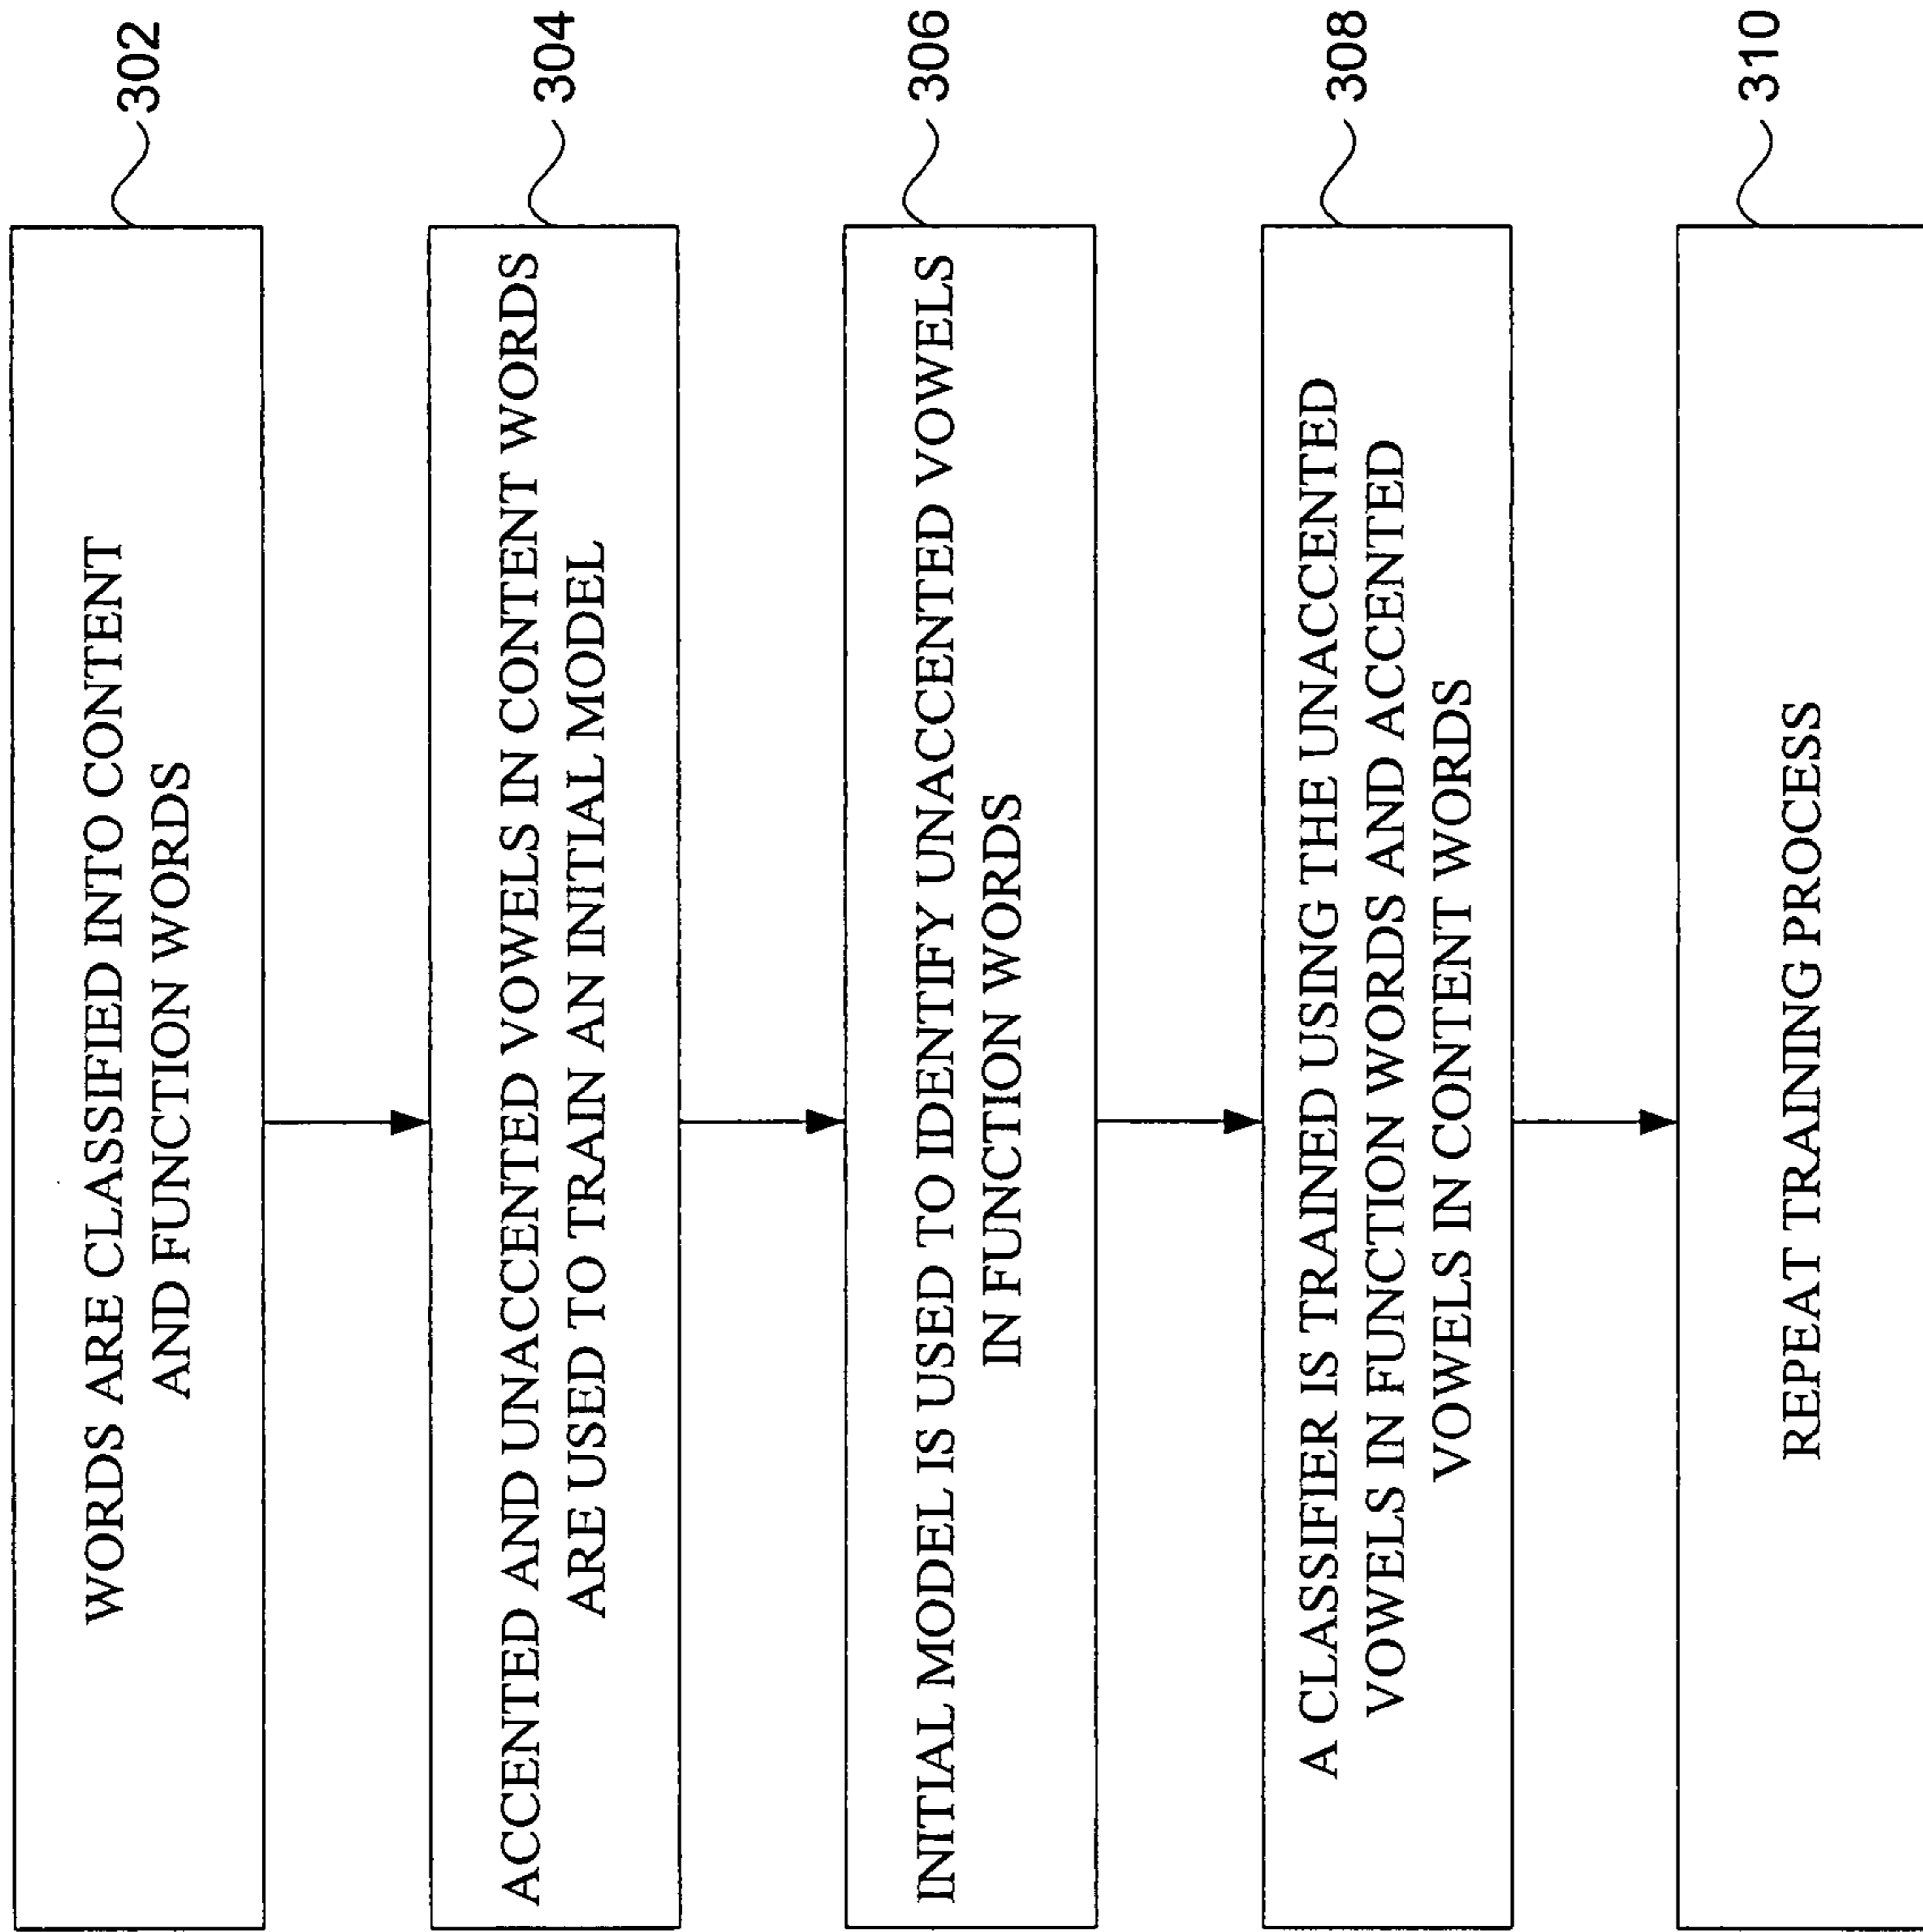 WORDS ARE CLASSIFIED INTO CONTENT
AND FUNCTION WORDS
302
ACCENTED AND UNACCENTED VOWELS IN CONTENT WORDS
ARE USED TO TRAIN AN INITIAL MODEL
304
INITIAL MODEL IS USED TO IDENTIFY UNACCENTED VOWELS
IN FUNCTION WORDS
306
A CLASSIFIER IS TRAINED USING THE UNACCENTED
VOWELS IN FUNCTION WORDS AND ACCENTED
VOWELS IN CONTENT WORDS
308
REPEAT TRAINING PROCESS
310